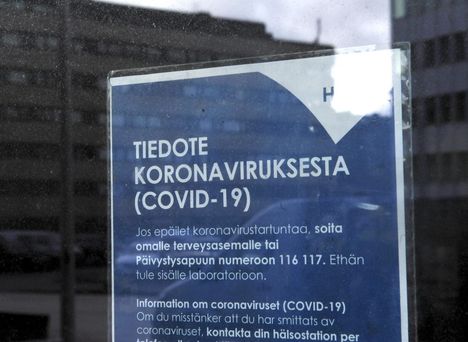 H
TIEDOTE
KORONAVIRUKSESTA
(COVID-19)
Jos epäilet koronavirustartuntaa, soita
omalle terveysasemalle tai
Päivystysapuun numeroon 116 117. Ethän
tule sisälle laboratorioon.
Information om coronaviruset (COVID-19)
Om du misstänker att du har smittats av
coronaviruset, kontakta din hälsostation per